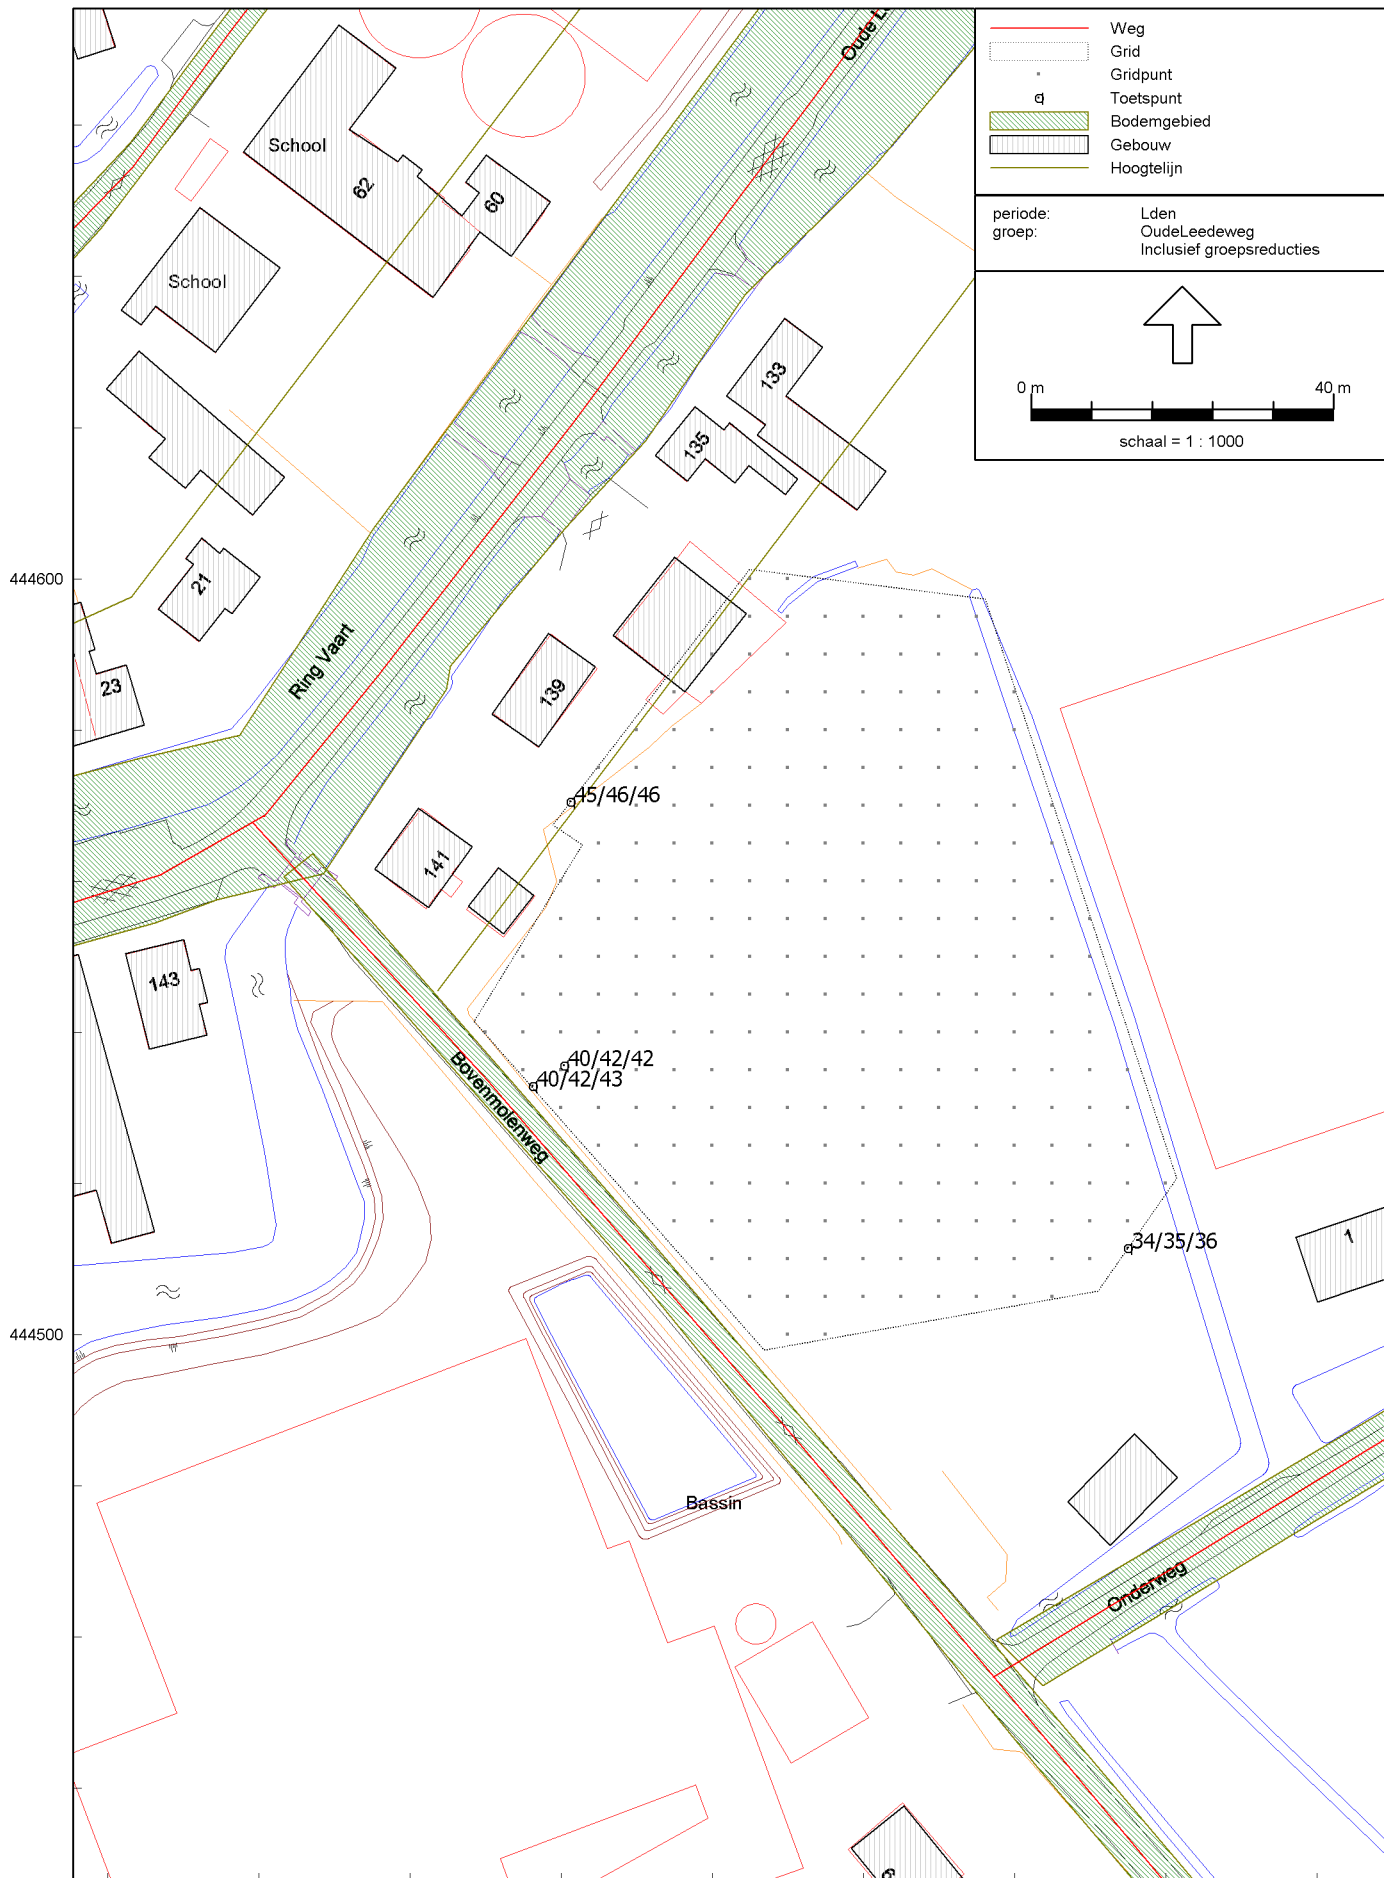 Weg
Grid
Gridpunt
Toetspunt
Bodemgebied
Gebouw
Hoogtelijn
periode: Lden
groep: OudeLeedeweg
Inclusief groepsreducties
0 m 40 m
schaal = 1 : 1000
Oude
School
62
60
School
133
135
444600
21
Ring Vaart
23
139
45/46/46
141
143
40/42/42
40/42/43
Bovenmolenweg
34/35/36
1
444500
Bassin
Onderweg